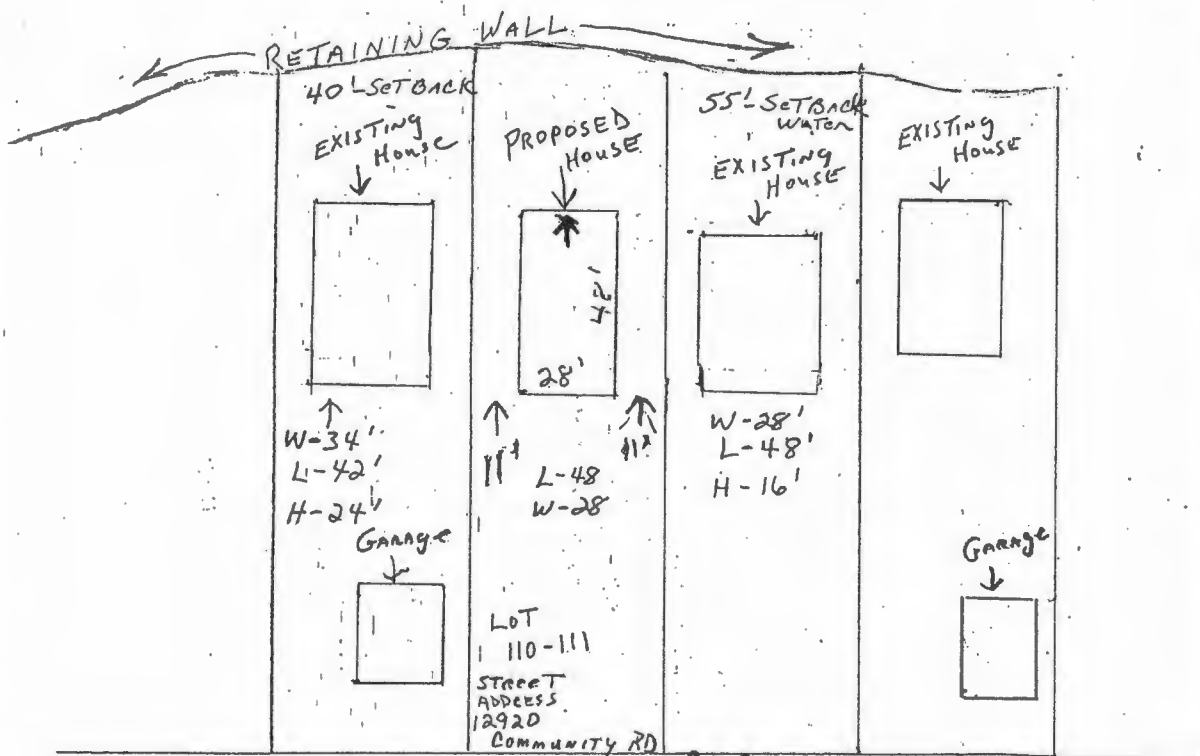 RETAINING WALL
40' SETBACK
EXISTING
House
W-34'
L-42'
H-24'
GARAge
PROPOSED
HOUSE
48'
28'
11'
11'
L-48
W-28
LOT
110-111
STREET
ADDRESS
12920
COMMUNITY RD
55'-SETBACK
WATER
EXISTING
HOUSE
W-28'
L-48'
H-16'
EXISTING
HOUSE
GARAge